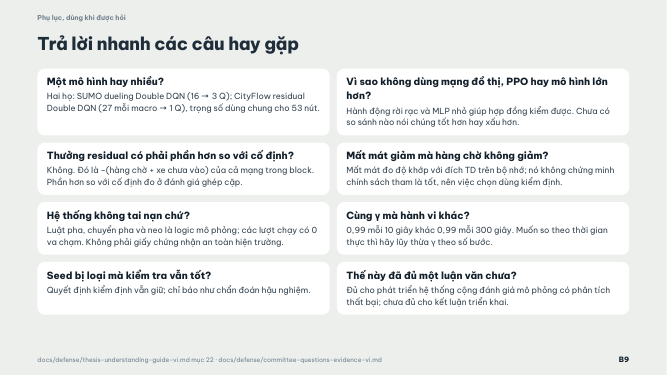 Phụ lục, dùng khi được hỏi
Trả lời nhanh các câu hay gặp
Một mô hình hay nhiều?
Hai họ: SUMO dueling Double DQN (16 → 3 Q); CityFlow residual
Double DQN (27 mỗi macro → 1 Q), trọng số dùng chung cho 53 nút.
Vì sao không dùng mạng đồ thị, PPO hay mô hình lớn
hơn?
Hành động rời rạc và MLP nhỏ giúp hợp đồng kiểm được. Chưa có
so sánh nào nói chúng tốt hơn hay xấu hơn.
Thưởng residual có phải phần hơn so với cố định?
Không. Đó là −(hàng chờ + xe chưa vào) của cả mạng trong block.
Phần hơn so với cố định đo ở đánh giá ghép cặp.
Mất mát giảm mà hàng chờ không giảm?
Mất mát đo độ khớp với đích TD trên bộ nhớ; nó không chứng minh
chính sách tham lam tốt, nên việc chọn dùng kiểm định.
Hệ thống không tai nạn chứ?
Luật pha, chuyển pha và neo là logic mô phỏng; các lượt chạy có 0
va chạm. Không phải giấy chứng nhận an toàn hiện trường.
Cùng γ mà hành vi khác?
0,99 mỗi 10 giây khác 0,99 mỗi 300 giây. Muốn so theo thời gian
thực thì hãy lũy thừa γ theo số bước.
Seed bị loại mà kiểm tra vẫn tốt?
Quyết định kiểm định vẫn giữ; chỉ báo như chẩn đoán hậu nghiệm.
Thế này đã đủ một luận văn chưa?
Đủ cho phát triển hệ thống cộng đánh giá mô phỏng có phân tích
thất bại; chưa đủ cho kết luận triển khai.
docs/defense/thesis-understanding-guide-vi.md mục 22 · docs/defense/committee-questions-evidence-vi.md
B9